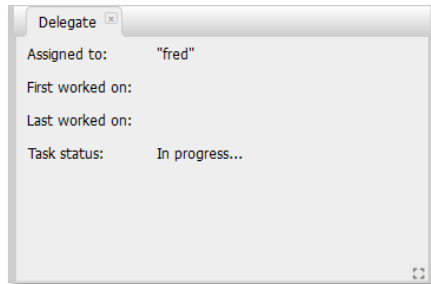 Delegate
Assigned to: "fred"
First worked on:
Last worked on:
Task status: In progress...